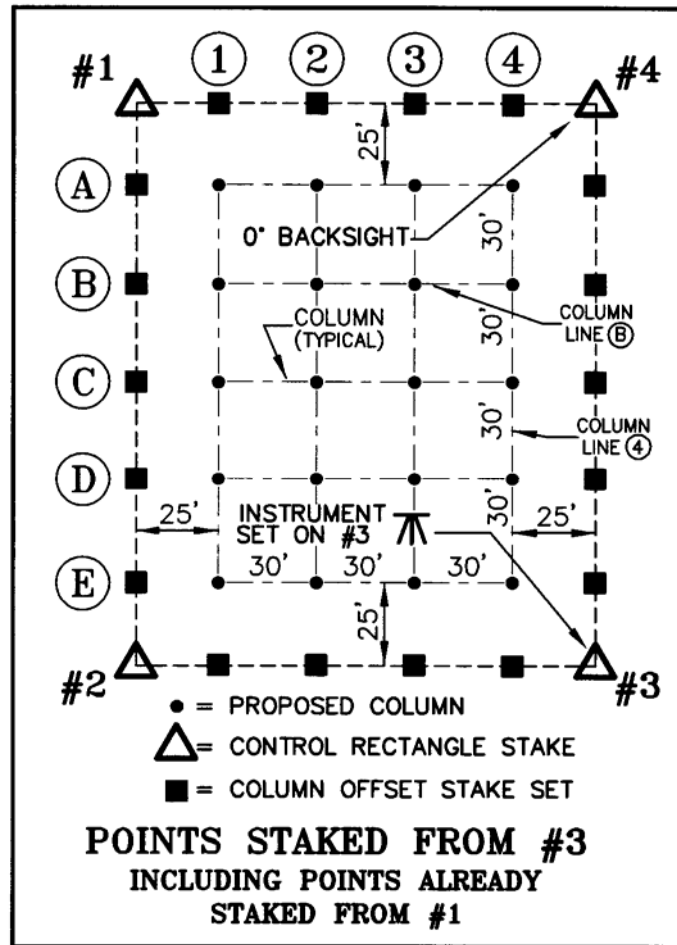 #1 1 2 3 4 #4
25'
A
0° BACKSIGHT
30'
B
COLUMN
(TYPICAL)
30'
COLUMN
LINE B
C
30'
COLUMN
LINE 4
D
25'
INSTRUMENT
SET ON #3
30'
25'
E
30' 30' 30'
25'
#2 #3
= PROPOSED COLUMN
= CONTROL RECTANGLE STAKE
= COLUMN OFFSET STAKE SET
POINTS STAKED FROM #3
INCLUDING POINTS ALREADY
STAKED FROM #1